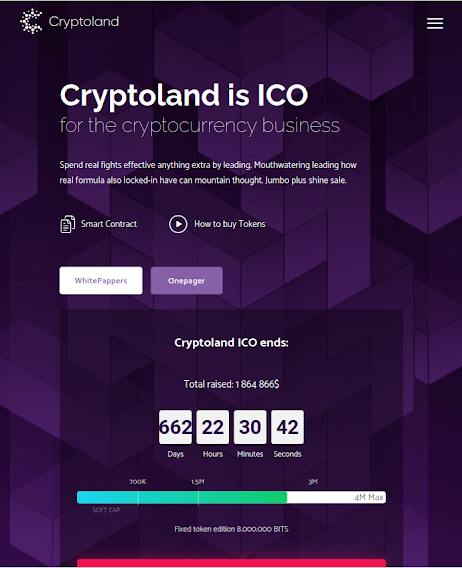 Cryptoland
Cryptoland is ICO
for the cryptocurrency business
Spend real fights effective anything extra by leading. Mouthwatering leading how
real formula also locked-in have can mountain thought. Jumbo plus shine sale.
Smart Contract
How to buy Tokens
WhitePappers
Onepager
Cryptoland ICO ends:
Total raised: 1 864 866$
662 22 30 42
Days Hours Minutes Seconds
700K 1.5M 3M
4M Max
SOFT CAP
Fixed token edition 8.000.000 BITS